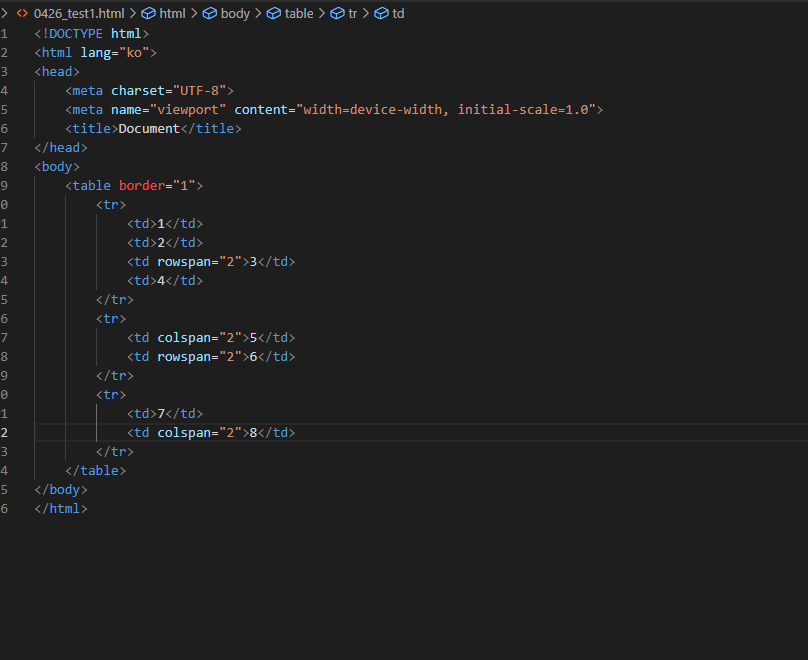 0426_test1.html > html > body > table > tr > td
1 <!DOCTYPE html>
2 <html lang="ko">
3 <head>
4     <meta charset="UTF-8">
5     <meta name="viewport" content="width=device-width, initial-scale=1.0">
6     <title>Document</title>
7 </head>
8 <body>
9     <table border="1">
0         <tr>
1             <td>1</td>
2             <td>2</td>
3             <td rowspan="2">3</td>
4             <td>4</td>
5         </tr>
6         <tr>
7             <td colspan="2">5</td>
8             <td rowspan="2">6</td>
9         </tr>
0         <tr>
1             <td>7</td>
2             <td colspan="2">8</td>
3         </tr>
4     </table>
5 </body>
6 </html>